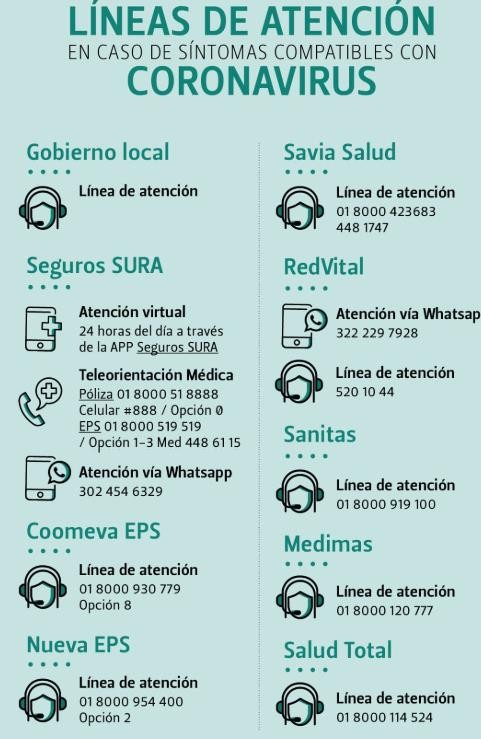 LÍNEAS DE ATENCIÓN
EN CASO DE SÍNTOMAS COMPATIBLES CON
CORONAVIRUS
Gobierno local
Línea de atención
Seguros SURA
Atención virtual
24 horas del día a través
de la APP Seguros SURA
Teleorientación Médica
Póliza 01 8000 51 8888
Celular #888 / Opción 0
EPS 01 8000 519 519
/ Opción 1-3 Med 448 61 15
Atención vía Whatsapp
302 454 6329
Coomeva EPS
Línea de atención
01 8000 930 779
Opción 8
Nueva EPS
Línea de atención
01 8000 954 400
Opción 2
Savia Salud
Línea de atención
01 8000 423683
448 1747
RedVital
Atención vía Whatsap
322 229 7928
Línea de atención
520 10 44
Sanitas
Línea de atención
01 8000 919 100
Medimas
Línea de atención
01 8000 120 777
Salud Total
Línea de atención
01 8000 114 524